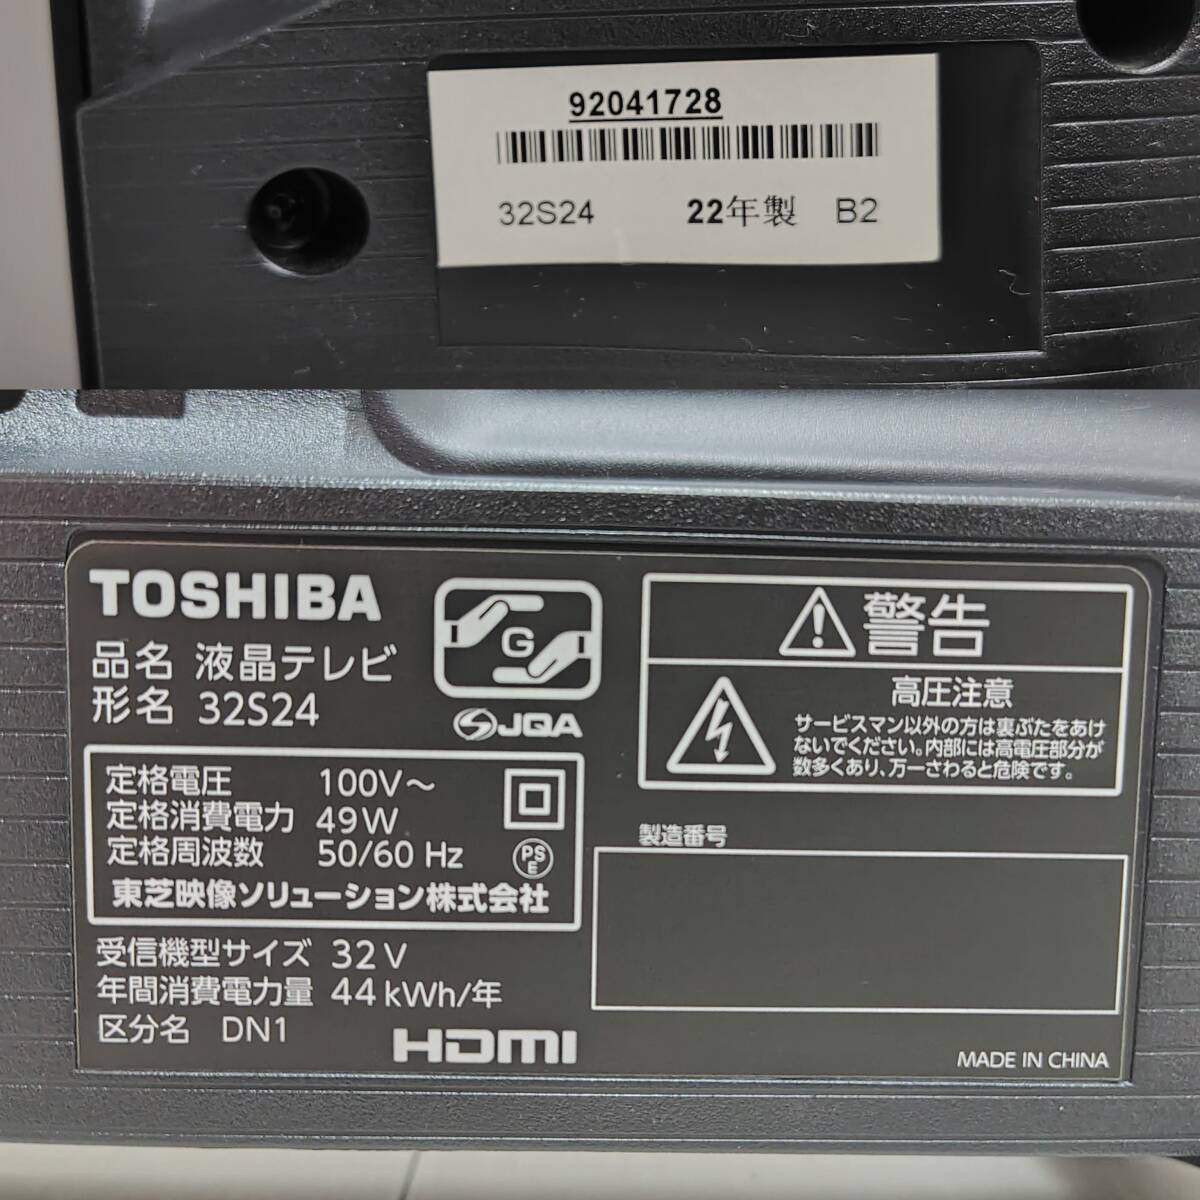 92041728
32S24 22年製 B2
TOSHIBA
品名 液晶テレビ
形名 32S24
G
JQA
定格電圧 100V～
定格消費電力 49W
定格周波数 50/60 Hz
PS
E
東芝映像ソリューション株式会社
受信機型サイズ 32V
年間消費電力量 44kWh/年
区分名 DN1
HDMI
警告
高圧注意
サービスマン以外の方は裏ぶたをあけ
ないでください。内部には高電圧部分が
数多くあり、万一さわると危険です。
製造番号
MADE IN CHINA